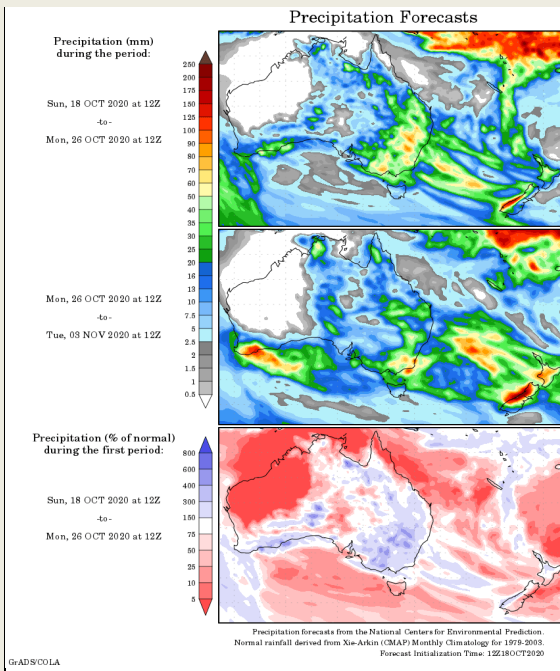 Precipitation Forecasts
Precipitation (mm)
during the period:
Sun, 18 OCT 2020 at 12Z
-to-
Mon, 26 OCT 2020 at 12Z
250
200
175
150
125
100
90
80
70
60
50
40
35
30
25
20
16
13
10
7.5
5
2.5
2
1.5
1
0.5
Mon, 26 OCT 2020 at 12Z
-to-
Tue, 03 NOV 2020 at 12Z
Precipitation (% of normal)
during the first period:
Sun, 18 OCT 2020 at 12Z
-to-
Mon, 26 OCT 2020 at 12Z
800
600
400
300
150
75
50
25
10
5
Precipitation forecasts from the National Centers for Environmental Prediction.
Normal rainfall derived from Xie-Arkin (CMAP) Monthly Climatology for 1979-2003.
Forecast Initialization Time: 12Z18OCT2020
GrADS/COLA